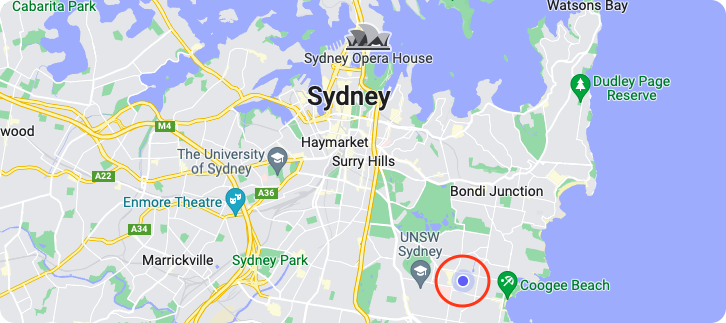 Cabarita Park
Watsons Bay
Sydney Opera House
Dudley Page
Reserve
Sydney
M4
wood
Haymarket
The University
of Sydney
Surry Hills
A22
A36
Bondi Junction
Enmore Theatre
A34
UNSW
Sydney
Marrickville
Sydney Park
Coogee Beach